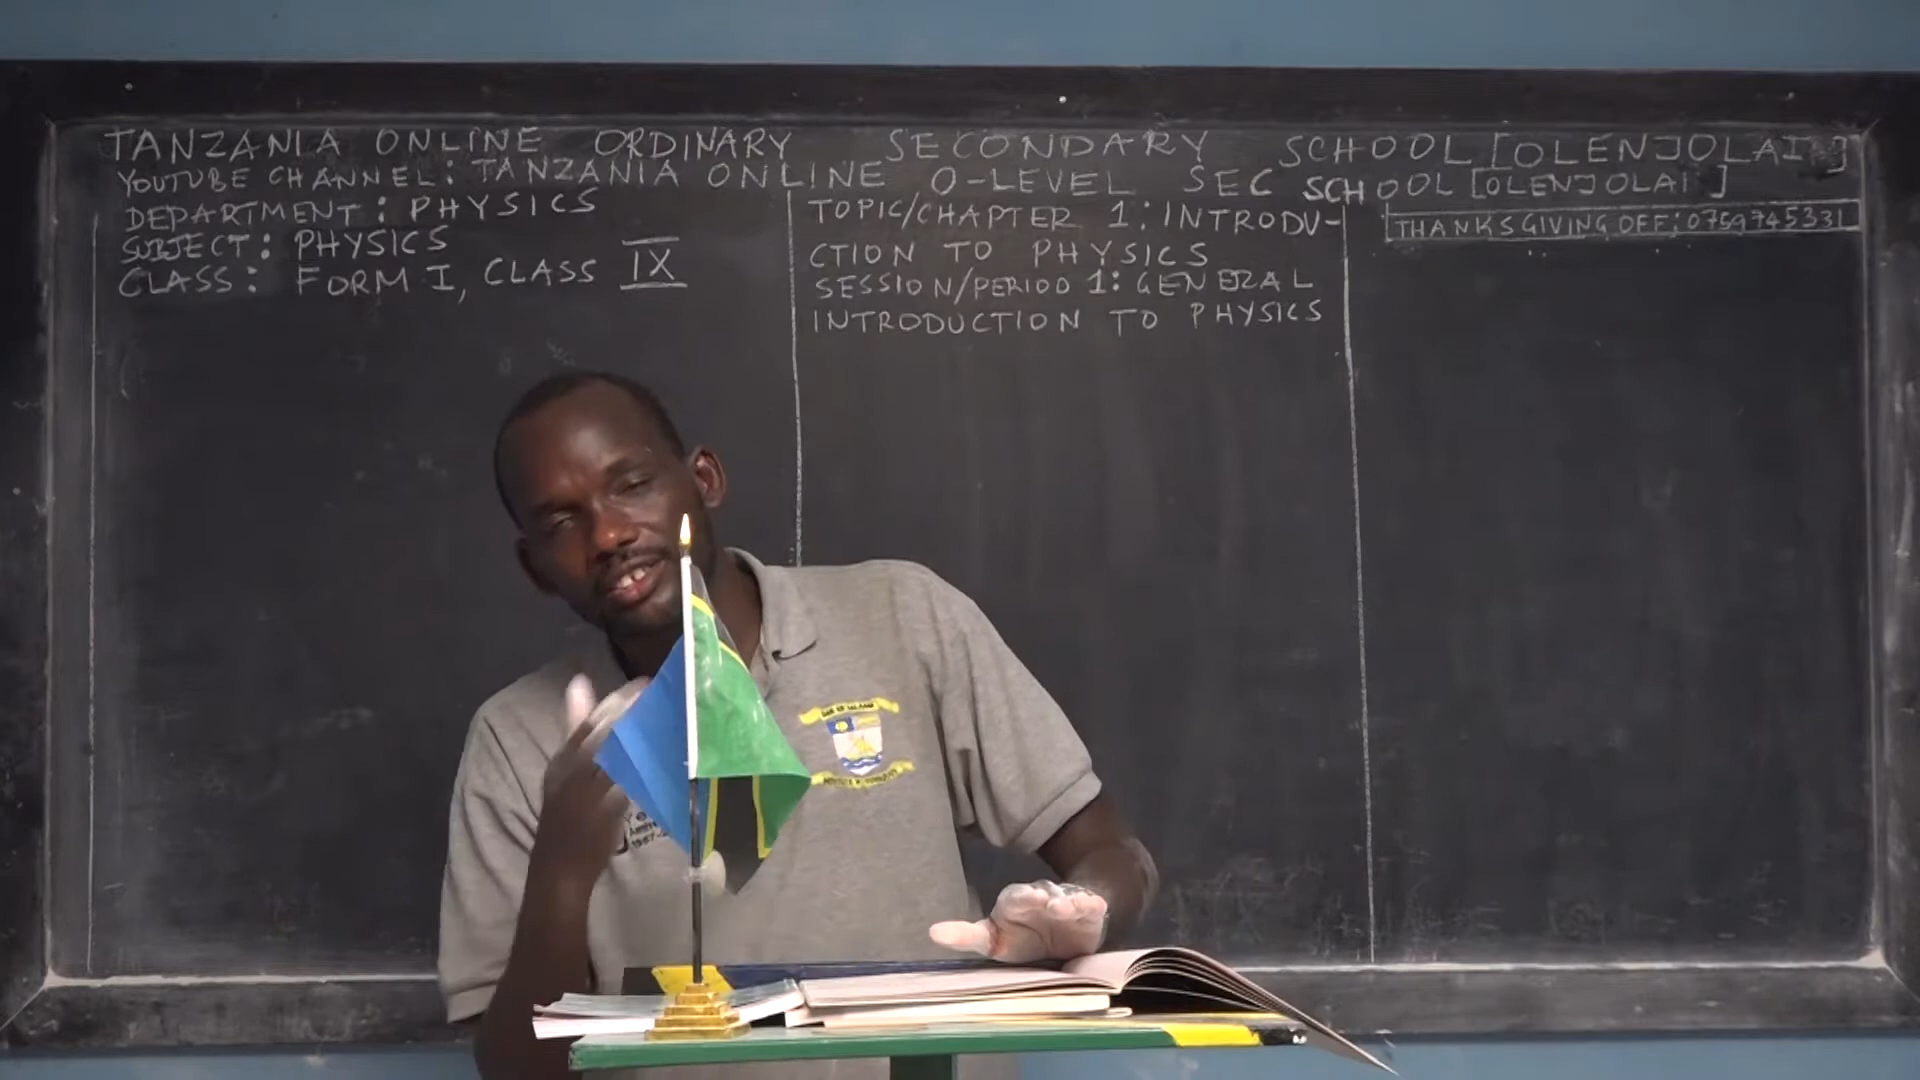 TANZANIA ONLINE ORDINARY SECONDARY SCHOOL [OLENJOLAI]
YOUTUBE CHANNEL: TANZANIA ONLINE O-LEVEL SEC SCHOOL [OLENJOLAI]
DEPARTMENT: PHYSICS
SUBJECT: PHYSICS
CLASS: FORM I, CLASS IX
TOPIC/CHAPTER 1: INTRODU-
CTION TO PHYSICS
SESSION/PERIOD 1: GENERAL
INTRODUCTION TO PHYSICS
THANKSGIVING OFF: 0759745331